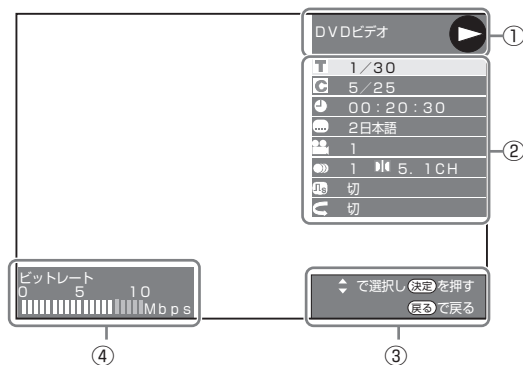 DVDビデオ
①
T 1/30
C 5/25
00:20:30
2日本語
②
1
1 5.1CH
切
切
ビットレート
0 5 10
Mbps
で選択し決定を押す
戻るで戻る
④
③